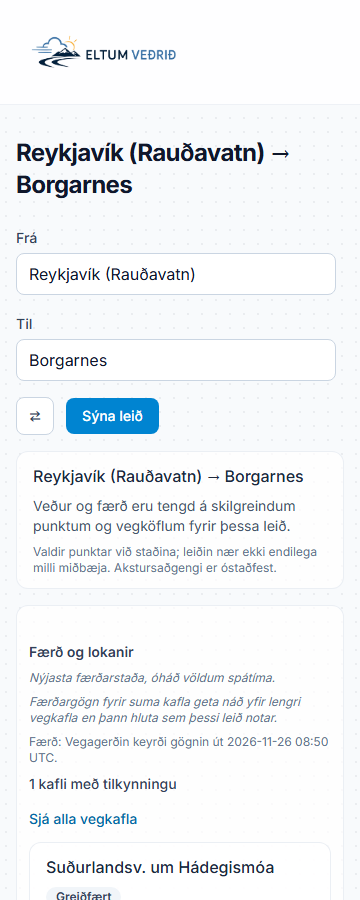 ELTUM VEÐRIÐ
Reykjavík (Rauðavatn) →
Borgarnes
Frá
Reykjavík (Rauðavatn)
Til
Borgarnes
⇄ Sýna leið
Reykjavík (Rauðavatn) → Borgarnes
Veður og færð eru tengd á skilgreindum
punktum og vegköflum fyrir þessa leið.
Valdir punktar við staðina; leiðin nær ekki endilega
milli miðbæja. Akstursaðgengi er óstaðfest.
Færð og lokanir
Nýjasta færðarstaða, óháð völdum spátíma.
Færðargögn fyrir suma kafla geta náð yfir lengri
vegkafla en þann hluta sem þessi leið notar.
Færð: Vegagerðin keyrði gögnin út 2026-11-26 08:50
UTC.
1 kafli með tilkynningu
Sjá alla vegkafla
Suðurlandsv. um Hádegismóa
Greiðfært